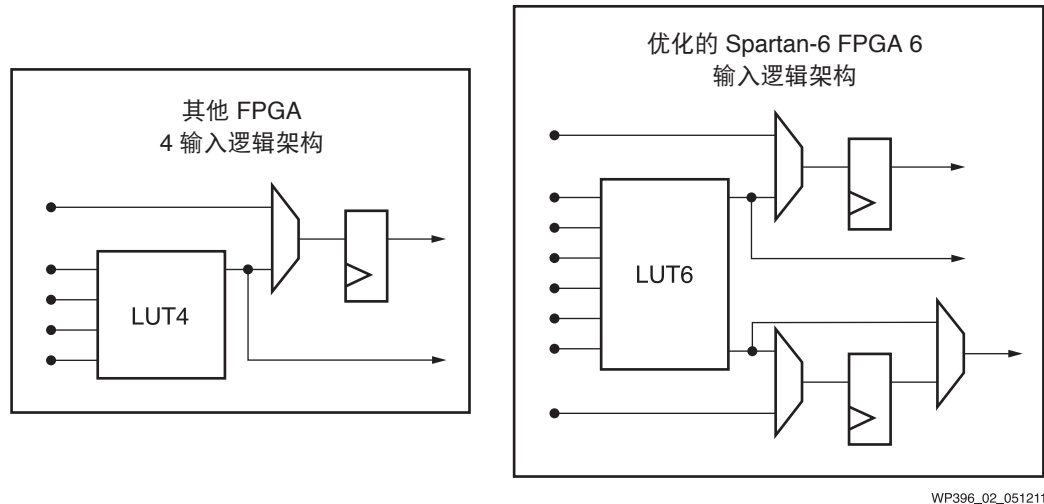 其他 FPGA
4 输入逻辑架构
LUT4
优化的 Spartan-6 FPGA 6
输入逻辑架构
LUT6
WP396_02_051211